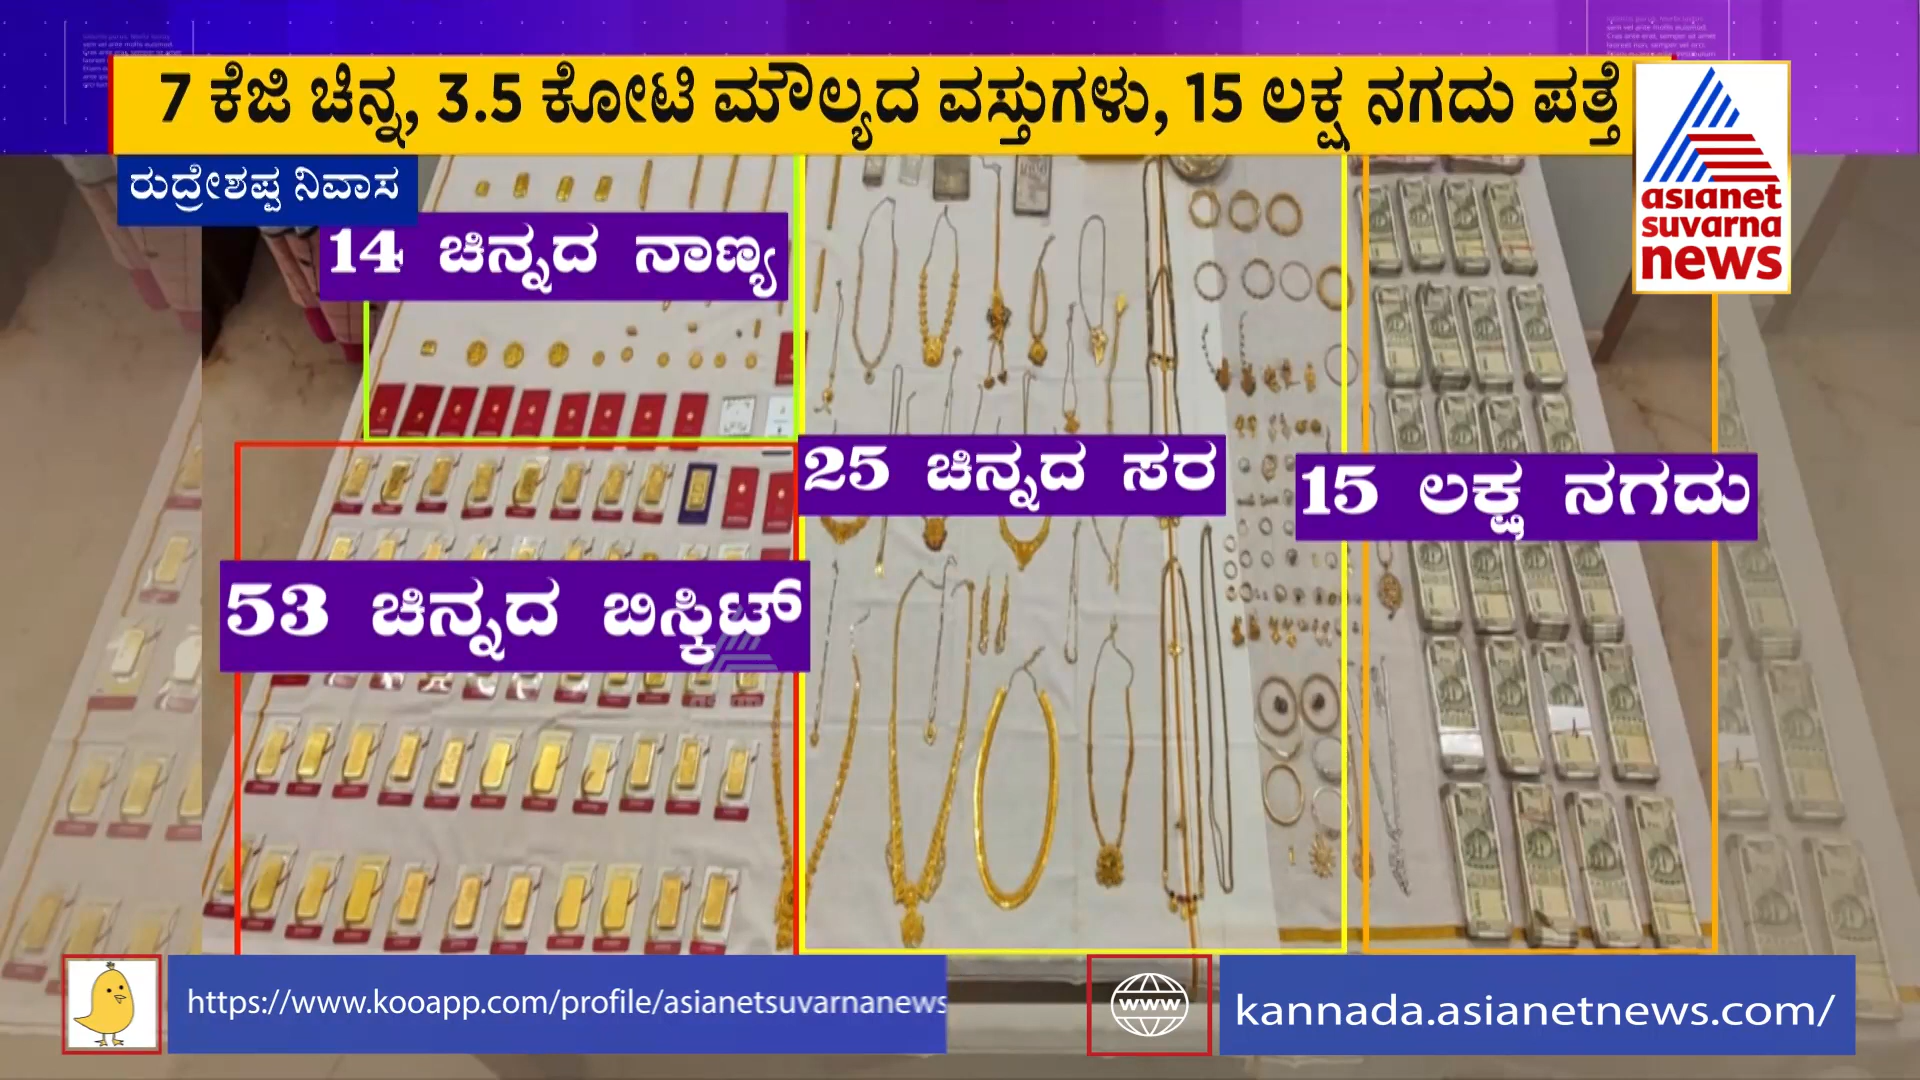 7 ಕೆಜಿ ಚಿನ್ನ, 3.5 ಕೋಟಿ ಮೌಲ್ಯದ ವಸ್ತುಗಳು, 15 ಲಕ್ಷ ನಗದು ಪತ್ತೆ
ರುದ್ರೇಶಪ್ಪ ನಿವಾಸ
asianet
suvarna
news
14 ಚಿನ್ನದ ನಾಣ್ಯ
25 ಚಿನ್ನದ ಸರ
15 ಲಕ್ಷ ನಗದು
53 ಚಿನ್ನದ ಬಿಸ್ಕಿಟ್
https://www.kooapp.com/profile/asianetsuvarnanews
www
kannada.asianetnews.com/